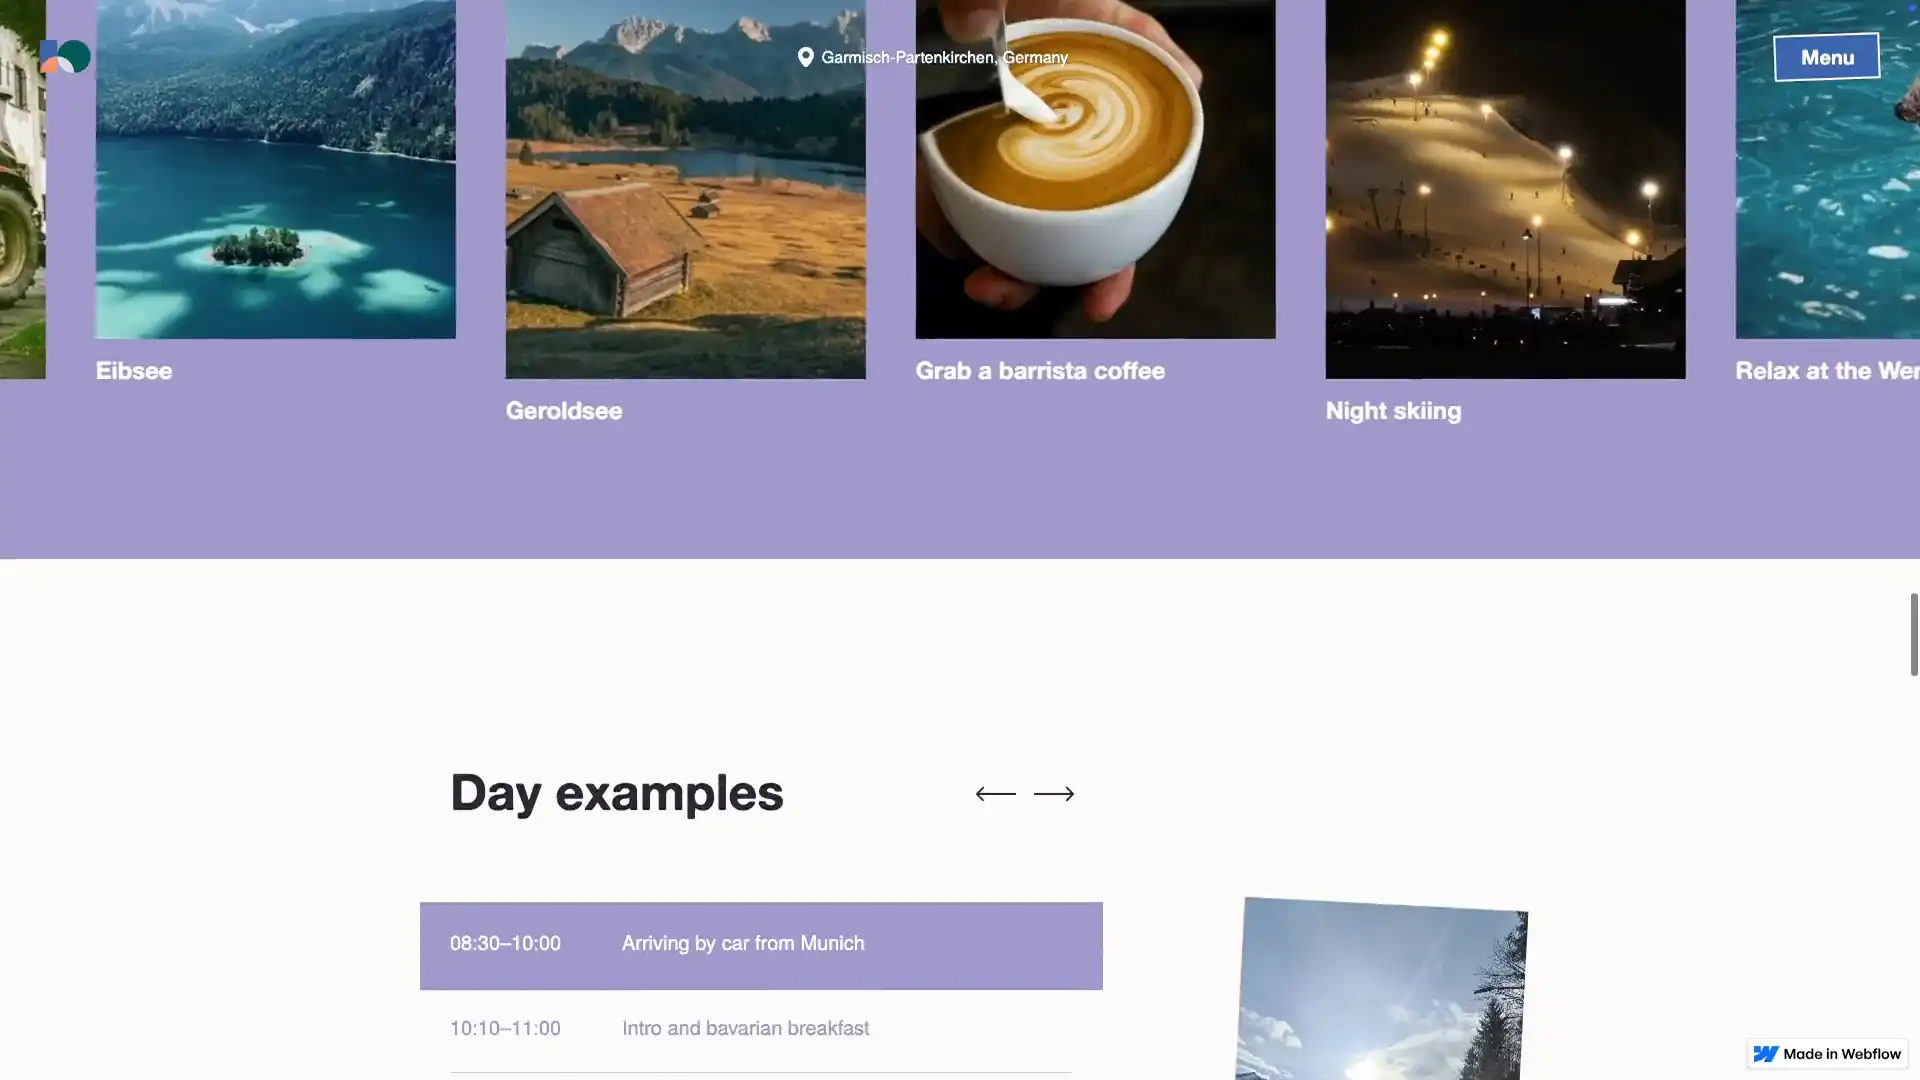 Garmisch-Partenkirchen, Germany
Menu
Eibsee
Geroldsee
Grab a barrista coffee
Night skiing
Relax at the Wer
Day examples
08:30–10:00 Arriving by car from Munich
10:10–11:00 Intro and bavarian breakfast
Made in Webflow